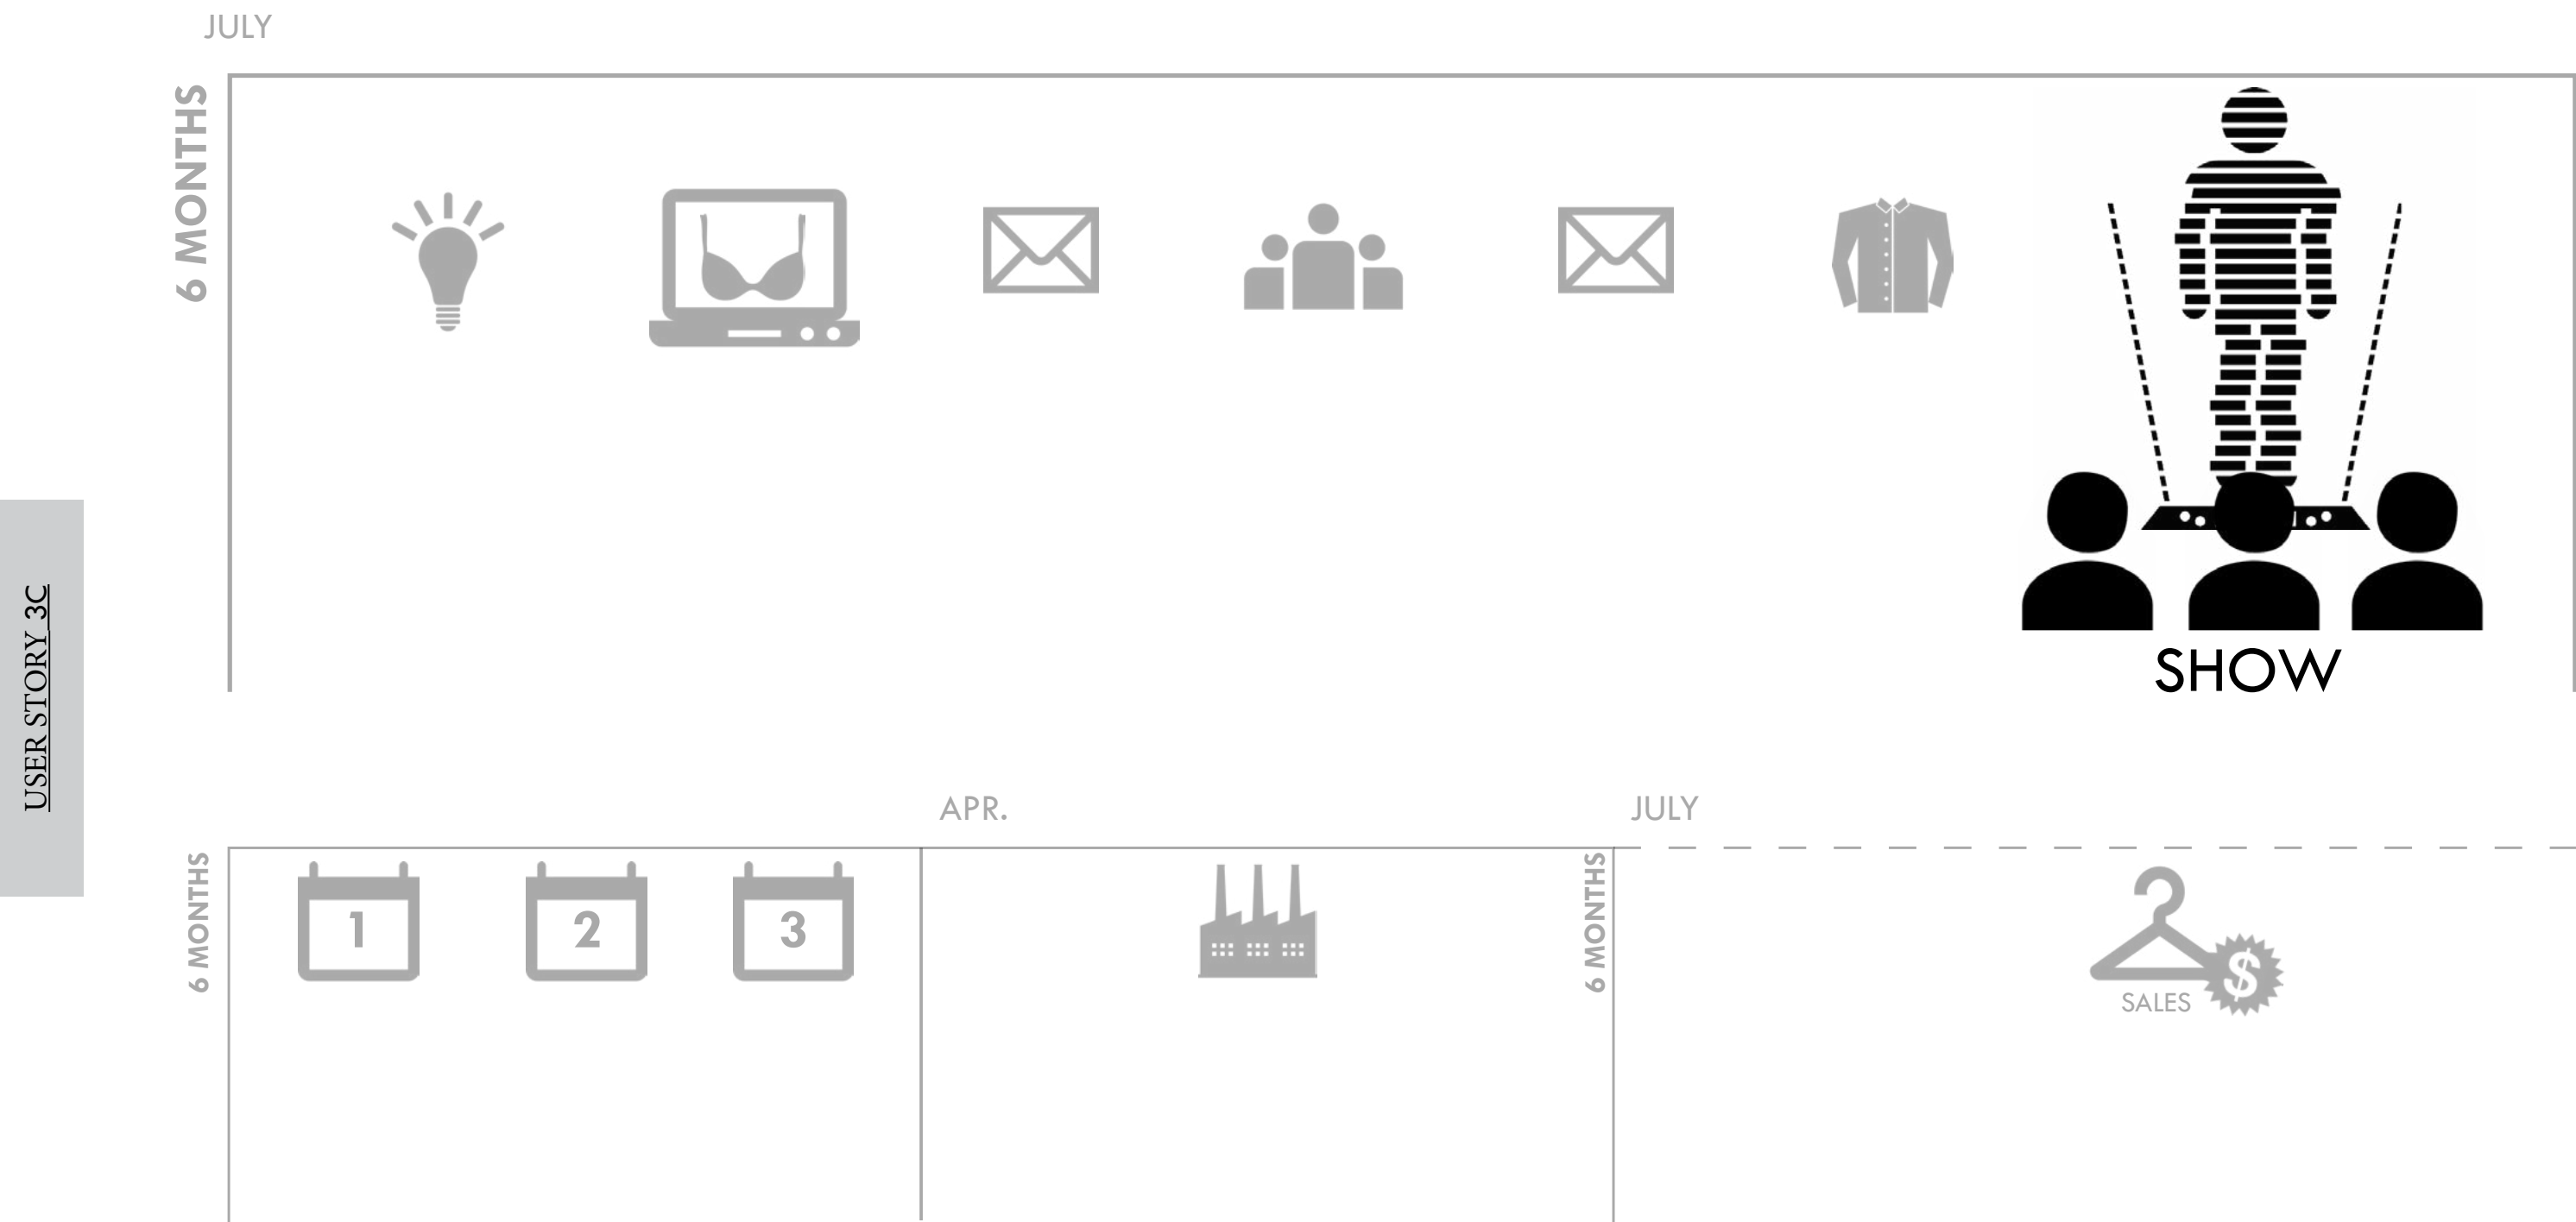 JULY
6 MONTHS
SHOW
USER STORY 3C
APR.
JULY
6 MONTHS
1
2
3
6 MONTHS
$
SALES